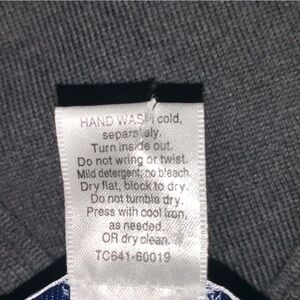 HAND WASH cold,
separately.
Turn inside out.
Do not wring or twist.
Mild detergent, no bleach.
Dry flat, block to dry.
Do not tumble dry.
Press with cool iron,
as needed.
OR dry clean.
TC641-60019